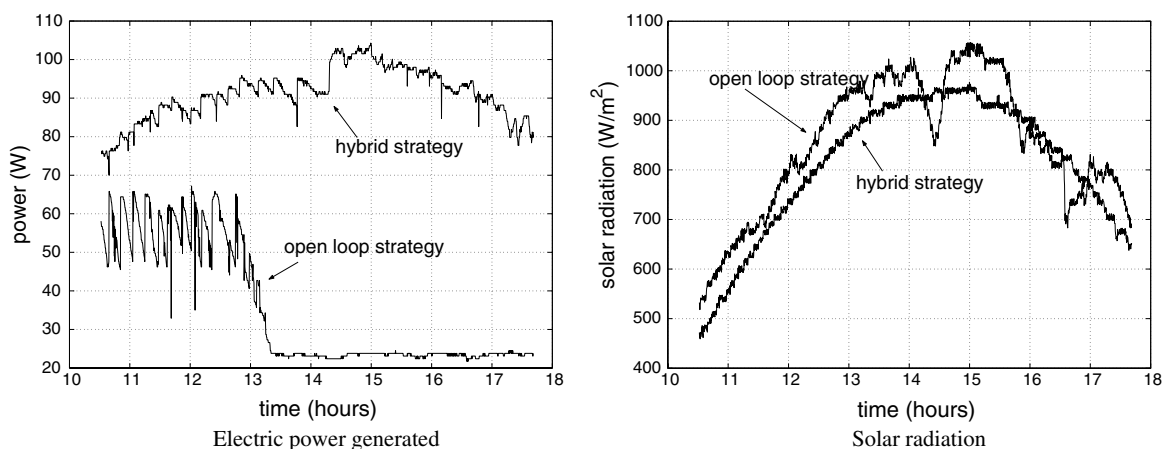 110
100
90
80
70
60
50
40
30
20
power (W)
hybrid strategy
open loop strategy
10 11 12 13 14 15 16 17 18
time (hours)
Electric power generated
1100
1000
900
800
700
600
500
400
solar radiation (W/m²)
open loop strategy
hybrid strategy
10 11 12 13 14 15 16 17 18
time (hours)
Solar radiation